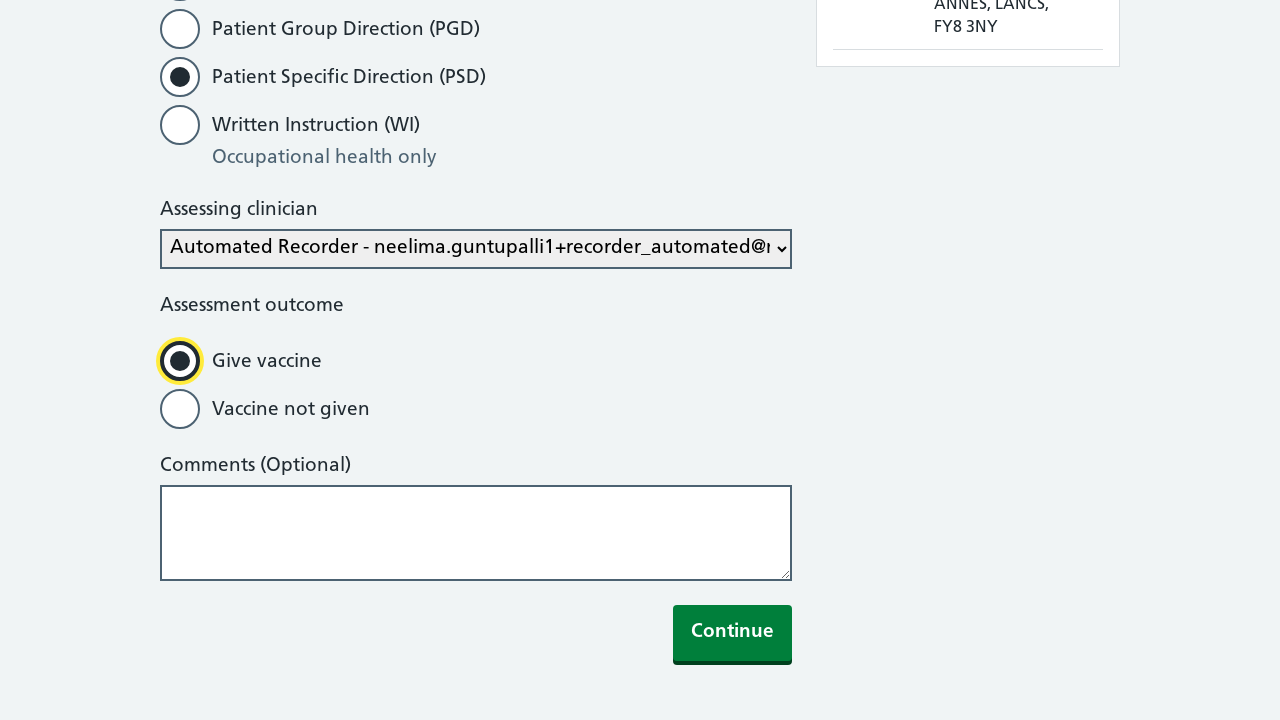 ANNES, LANCS,
FY8 3NY
Patient Group Direction (PGD)
Patient Specific Direction (PSD)
Written Instruction (WI)
Occupational health only
Assessing clinician
Automated Recorder - neelima.guntupalli1+recorder_automated@
Assessment outcome
Give vaccine
Vaccine not given
Comments (Optional)
Continue